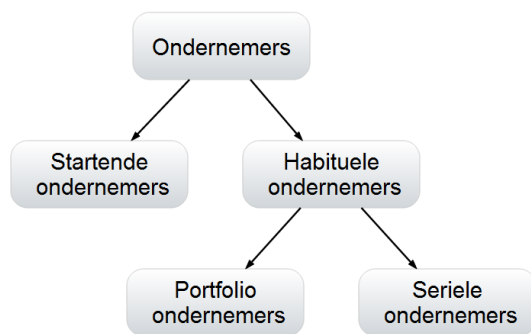 Ondernemers
Startende
ondernemers
Habituele
ondernemers
Portfolio
ondernemers
Seriele
ondernemers